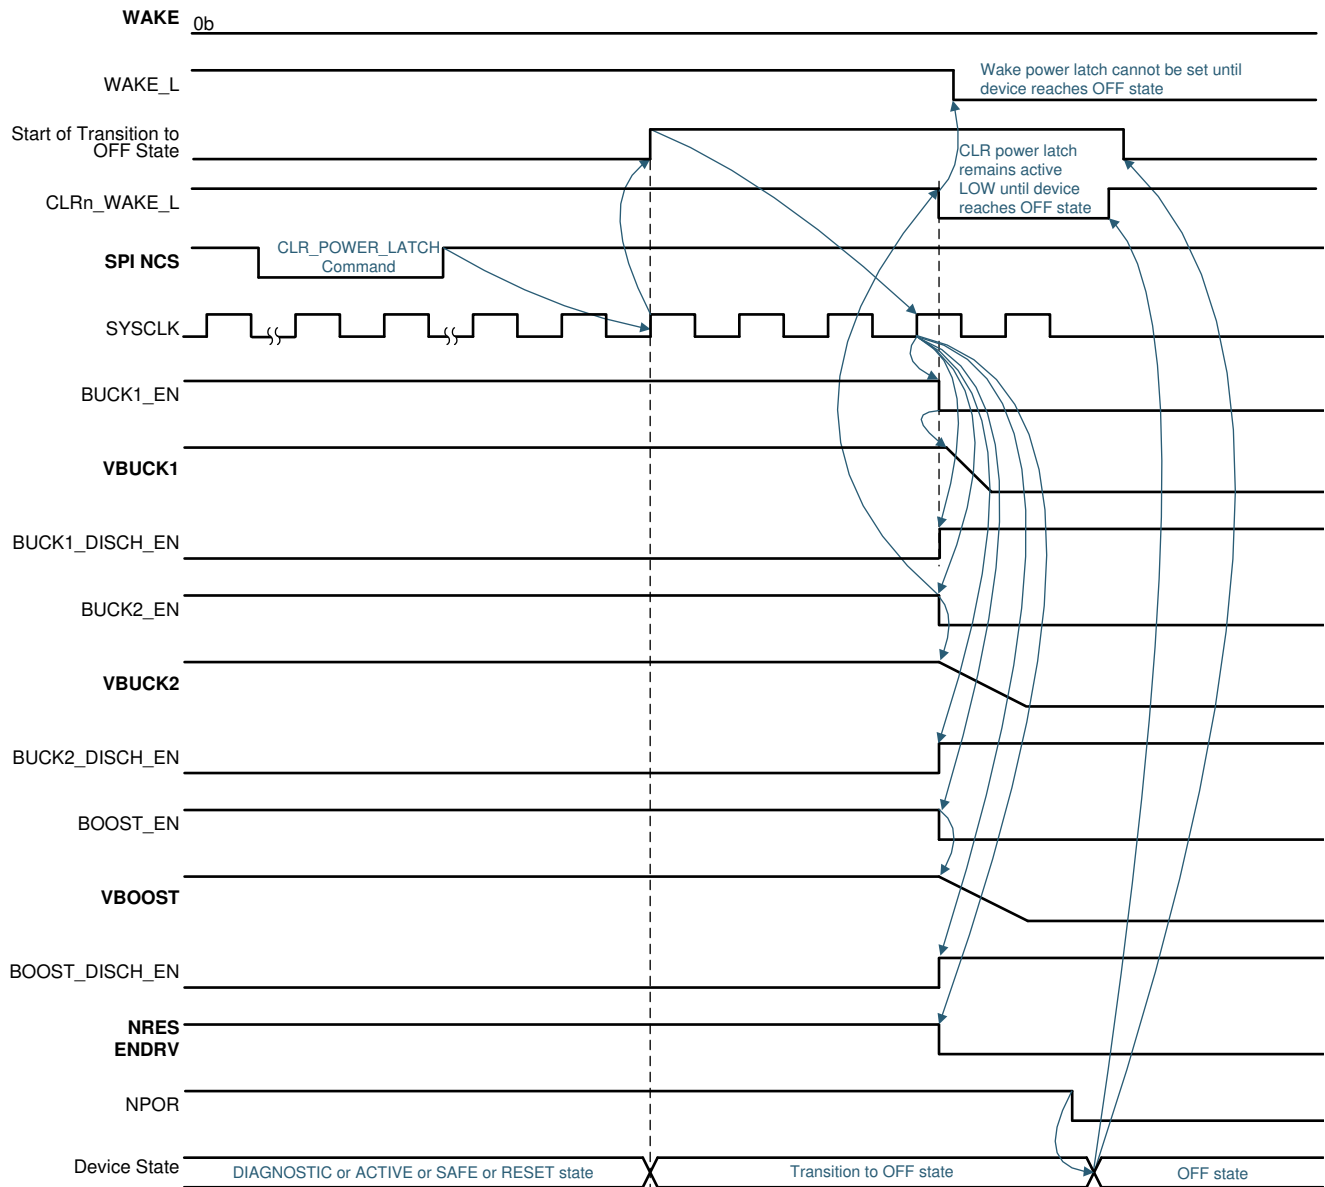 WAKE
0b
WAKE_L
Wake power latch cannot be set until
device reaches OFF state
Start of Transition to
OFF State
CLR power latch
remains active
LOW until device
reaches OFF state
CLRn_WAKE_L
SPI NCS
CLR_POWER_LATCH
Command
SYSCLK
BUCK1_EN
VBUCK1
BUCK1_DISCH_EN
BUCK2_EN
VBUCK2
BUCK2_DISCH_EN
BOOST_EN
VBOOST
BOOST_DISCH_EN
NRES
ENDRV
NPOR
Device State
DIAGNOSTIC or ACTIVE or SAFE or RESET state
Transition to OFF state
OFF state